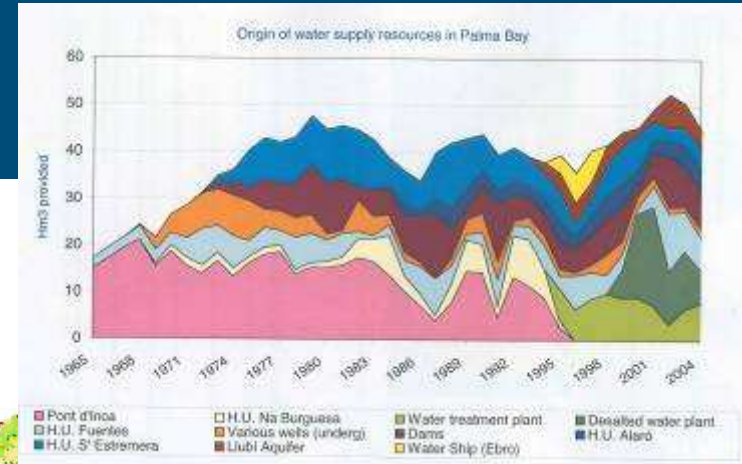 Origin of water supply resources in Palma Bay
Hm3 provided
60
50
40
30
20
10
0
1965 1968 1971 1974 1977 1980 1983 1986 1989 1992 1995 1998 2001 2004
Pont d'Inca H.U. Na Burguesa Water treatment plant Desalted water plant
H.U. Fuentes Various wells (underg) Dams H.U. Alaró
H.U. S'Estremera Llubí Aquifer Water Ship (Ebro)